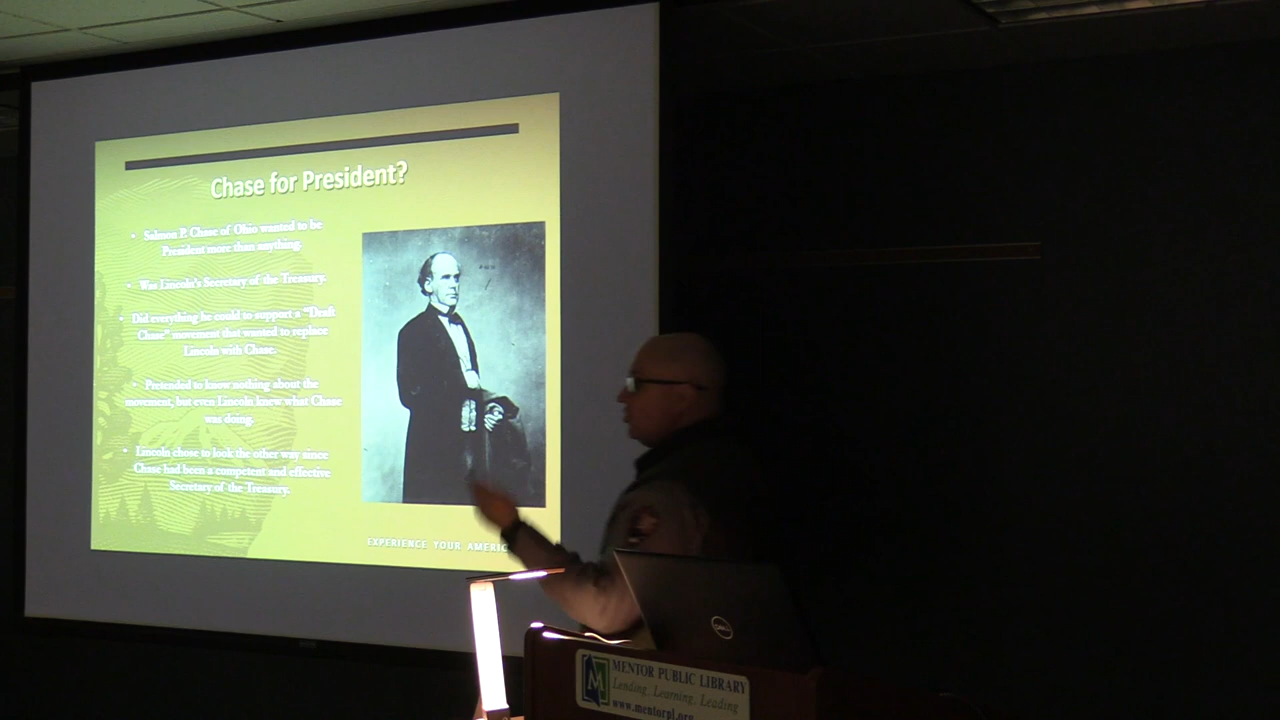 Chase for President?
• Salmon P. Chase of Ohio wanted to be
President more than anything.
• Was Lincoln's Secretary of the Treasury.
• Did everything he could to support a "Draft
Chase" movement that wanted to replace
Lincoln with Chase.
• Pretended to know nothing about the
movement, but even Lincoln knew what Chase
was doing.
• Lincoln chose to look the other way since
Chase had been a competent and effective
Secretary of the Treasury.
EXPERIENCE YOUR AMERIC
DELL
M
MENTOR PUBLIC LIBRARY
Lending, Learning, Leading
www.mentorpl.org